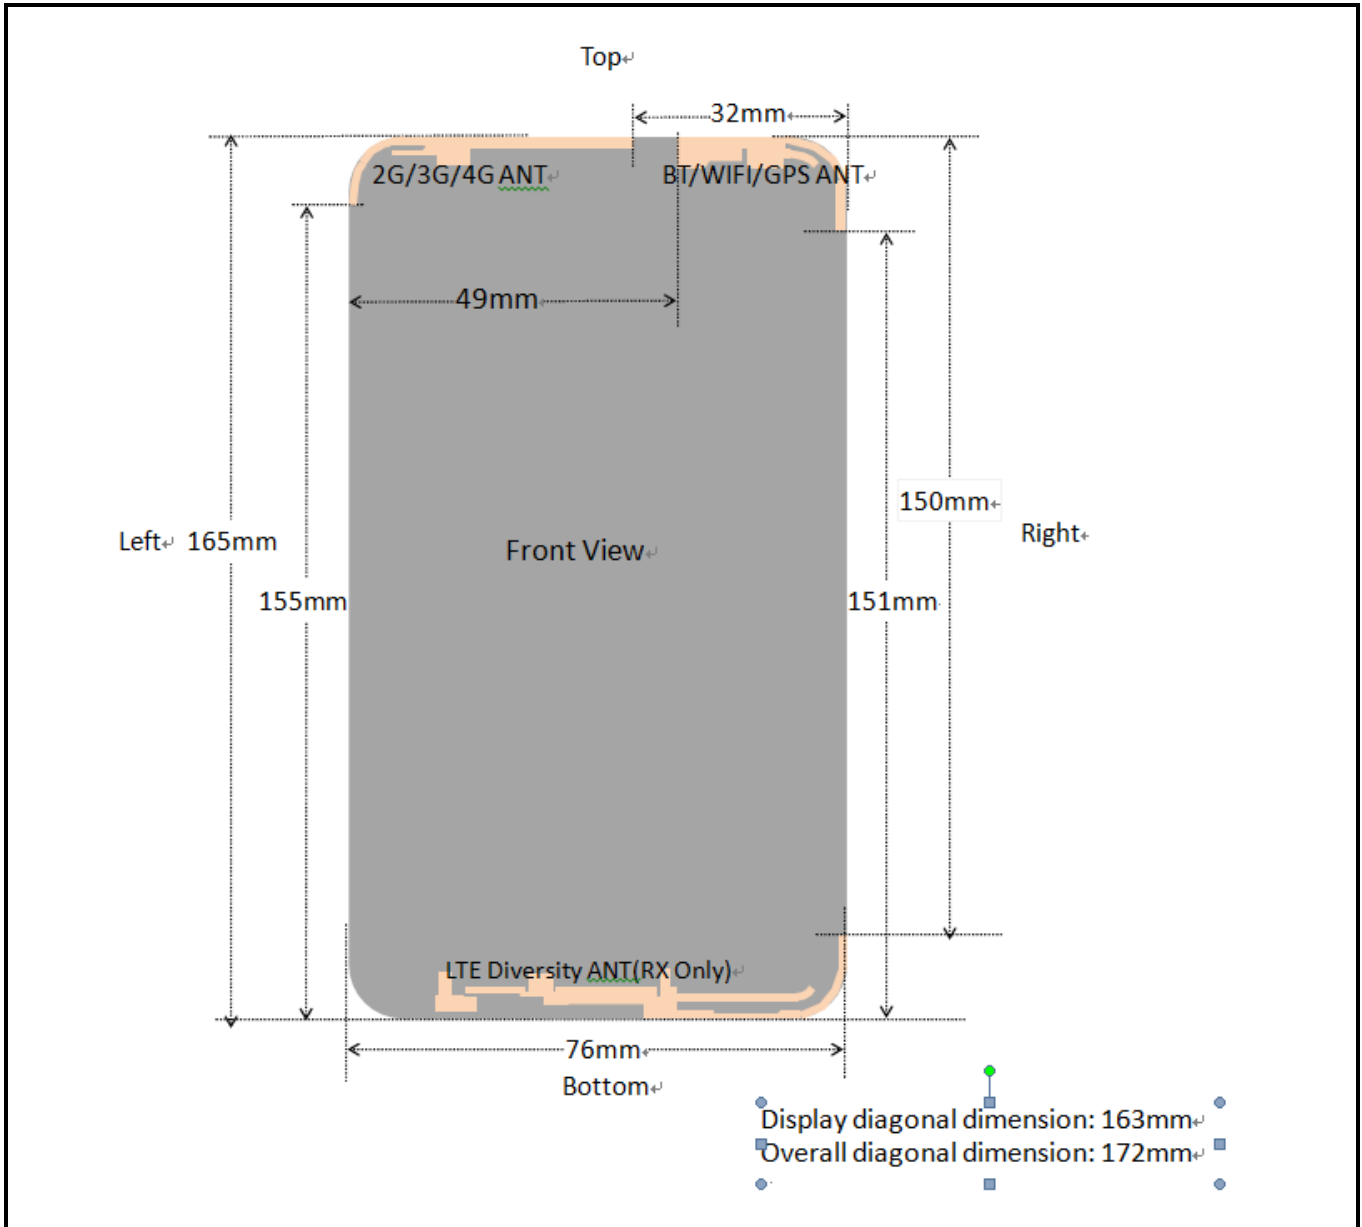 Top
32mm
2G/3G/4G ANT
BT/WIFI/GPS ANT
49mm
150mm
Left
165mm
Right
Front View
155mm
151mm
LTE Diversity ANT(RX Only)
76mm
Bottom
Display diagonal dimension: 163mm
Overall diagonal dimension: 172mm